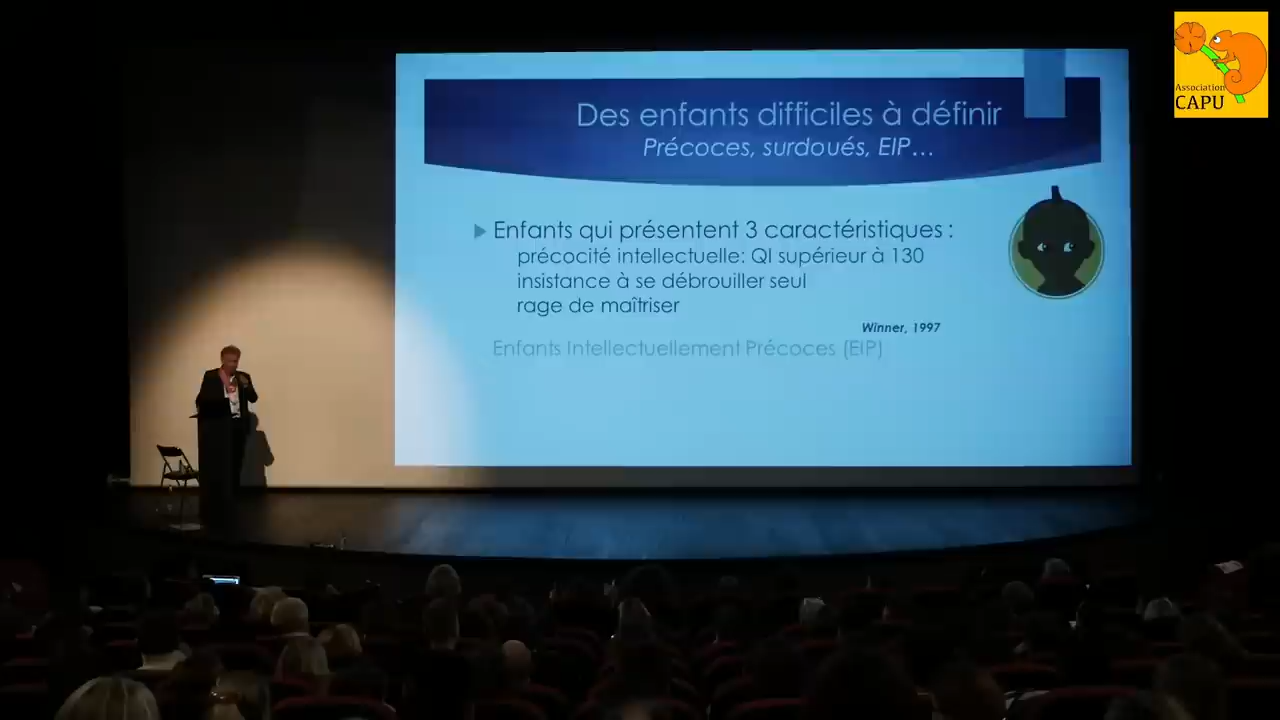 Des enfants difficiles à définir
Précoces, surdoués, EIP...
Enfants qui présentent 3 caractéristiques :
précocité intellectuelle: QI supérieur à 130
insistance à se débrouiller seul
rage de maîtriser
Winner, 1997
Enfants Intellectuellement Précoces (EIP)
Association
CAPU